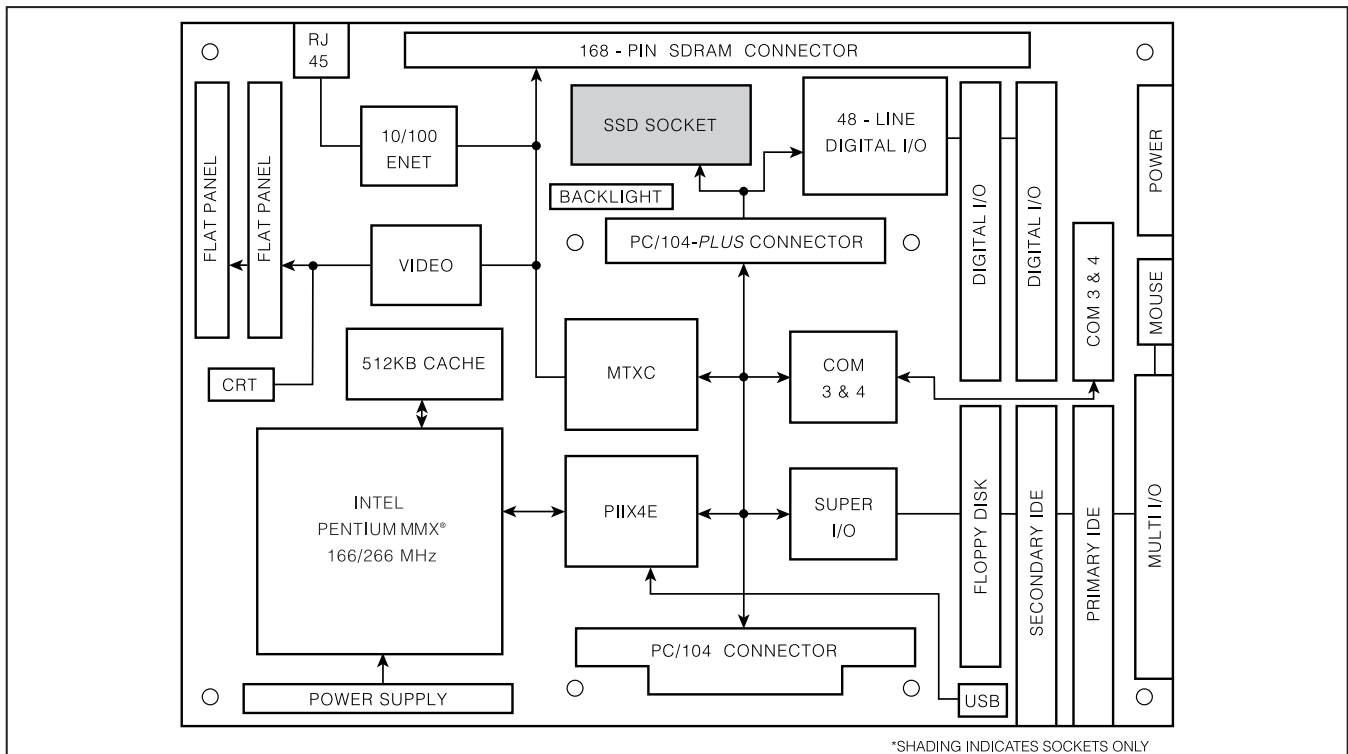 RJ
45
168 - PIN SDRAM CONNECTOR
FLAT PANEL
FLAT PANEL
10/100
ENET
SSD SOCKET
48 - LINE
DIGITAL I/O
DIGITAL I/O
DIGITAL I/O
POWER
BACKLIGHT
PC/104-PLUS CONNECTOR
VIDEO
COM 3 & 4
MOUSE
512KB CACHE
CRT
MTXC
COM
3 & 4
INTEL
PENTIUM MMX®
166/266 MHz
PIIX4E
SUPER
I/O
FLOPPY DISK
SECONDARY IDE
PRIMARY IDE
MULTI I/O
PC/104 CONNECTOR
POWER SUPPLY
USB
*SHADING INDICATES SOCKETS ONLY